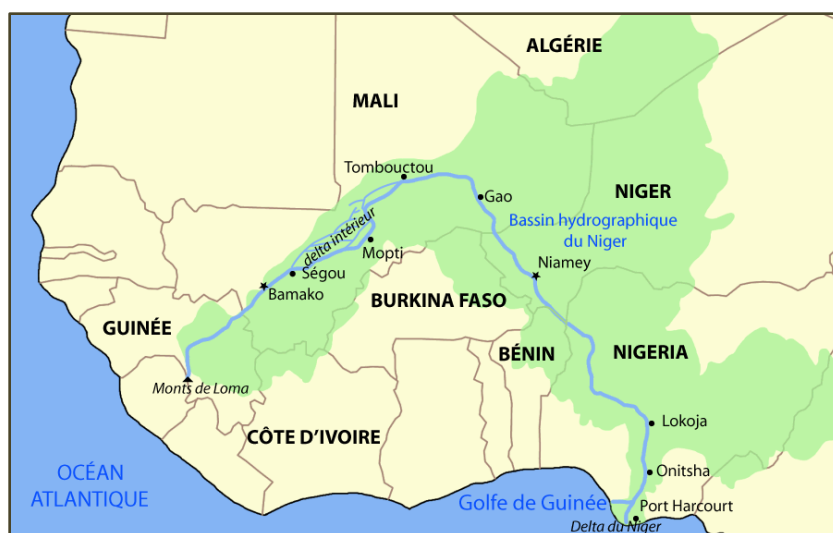 ALGÉRIE
MALI
Tombouctou
Gao
NIGER
Bassin hydrographique
du Niger
delta intérieur
Mopti
Niamey
Ségou
Bamako
BURKINA FASO
GUINÉE
BÉNIN
NIGERIA
Monts de Loma
Lokoja
CÔTE D'IVOIRE
OCÉAN
ATLANTIQUE
Onitsha
Golfe de Guinée
Port Harcourt
Delta du Niger